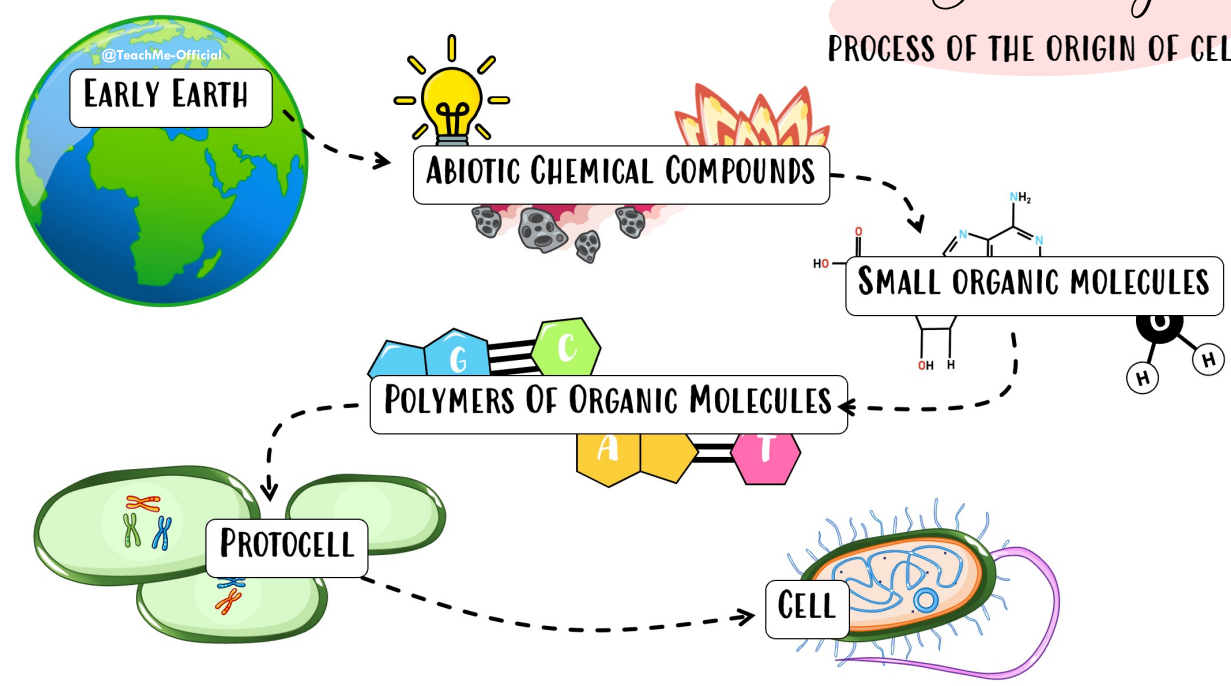 PROCESS OF THE ORIGIN OF CEL
@TeachMe-Official
EARLY EARTH
ABIOTIC CHEMICAL COMPOUNDS
NH2
N
N
O
HO
SMALL ORGANIC MOLECULES
OH H
H
H
G C
POLYMERS OF ORGANIC MOLECULES
A T
PROTOCELL
CELL